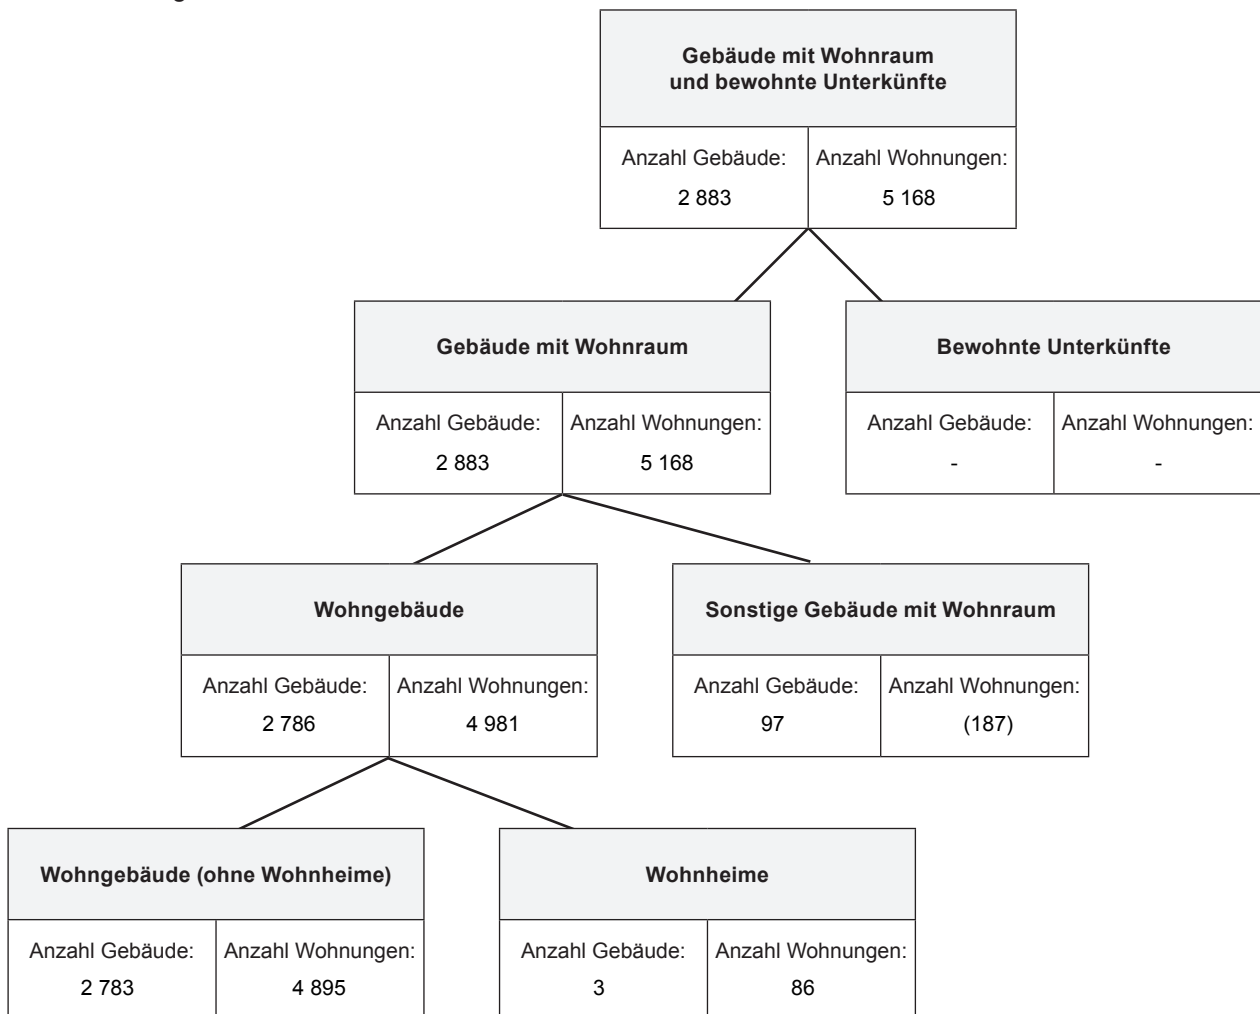 Gebäude mit Wohnraum
und bewohnte Unterkünfte
Anzahl Gebäude: Anzahl Wohnungen:
2 883 5 168
Gebäude mit Wohnraum
Bewohnte Unterkünfte
Anzahl Gebäude: Anzahl Wohnungen:
2 883 5 168
Anzahl Gebäude: Anzahl Wohnungen:
- -
Wohngebäude
Sonstige Gebäude mit Wohnraum
Anzahl Gebäude: Anzahl Wohnungen:
2 786 4 981
Anzahl Gebäude: Anzahl Wohnungen:
97 (187)
Wohngebäude (ohne Wohnheime)
Wohnheime
Anzahl Gebäude: Anzahl Wohnungen:
2 783 4 895
Anzahl Gebäude: Anzahl Wohnungen:
3 86